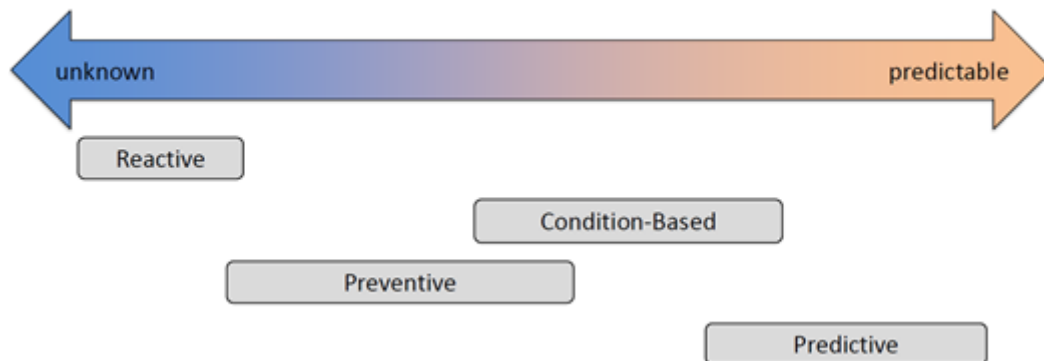 unknown
predictable
Reactive
Condition-Based
Preventive
Predictive